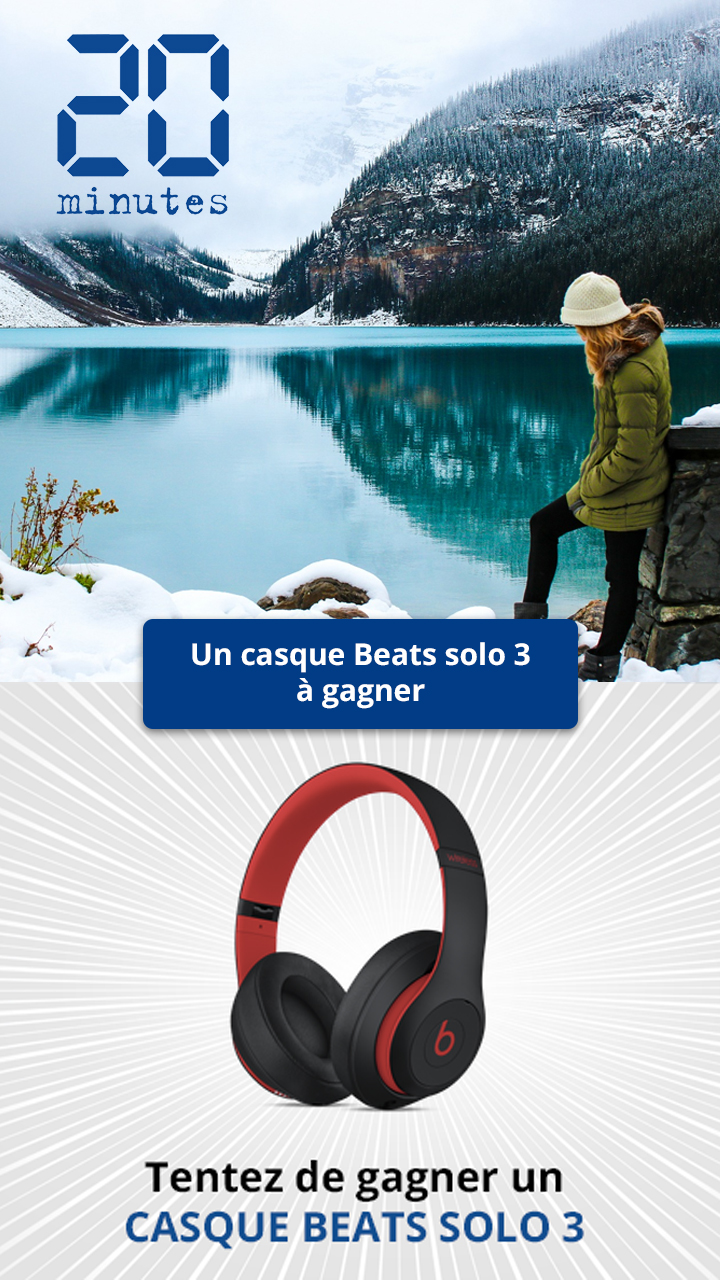 20
minutes
Un casque Beats solo 3
à gagner
b
Tentez de gagner un
CASQUE BEATS SOLO 3